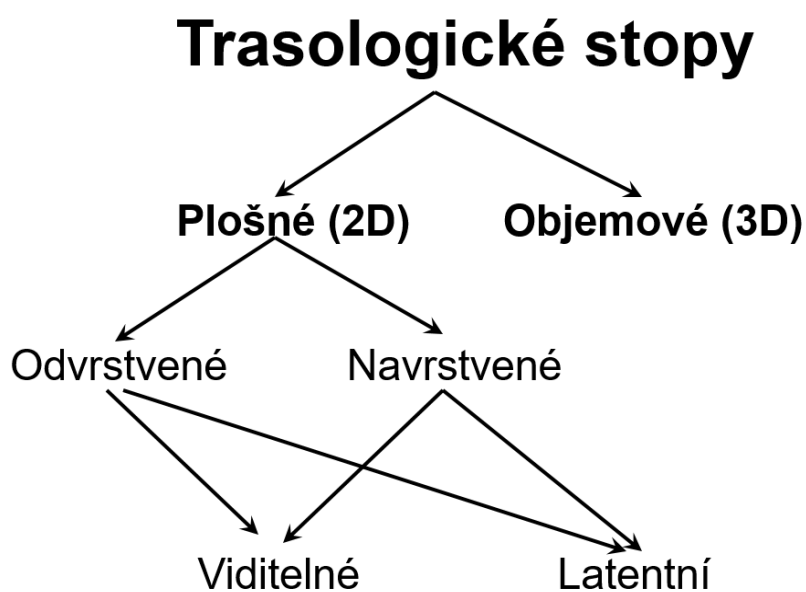 Trasologické stopy
Plošné (2D) Objemové (3D)
Odvrstvené Navrstvené
Viditelné Latentní